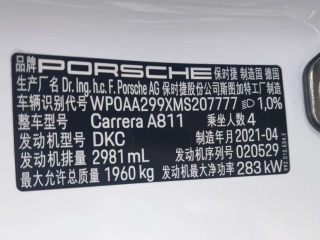 品牌 PORSCHE 保时捷 制造国 德国
生产厂名 Dr. Ing. h.c. F. Porsche AG 保时捷股份公司斯图加特工厂制造
车辆识别代号 WP0AA299XMS207777 1,0%
整车型号 Carrera A811 乘坐人数 4
发动机型号 DKC 制造年月 2021-04
发动机排量 2981 mL 发动机号 020529
最大允许总质量 1960 kg 发动机最大净功率 283 kW